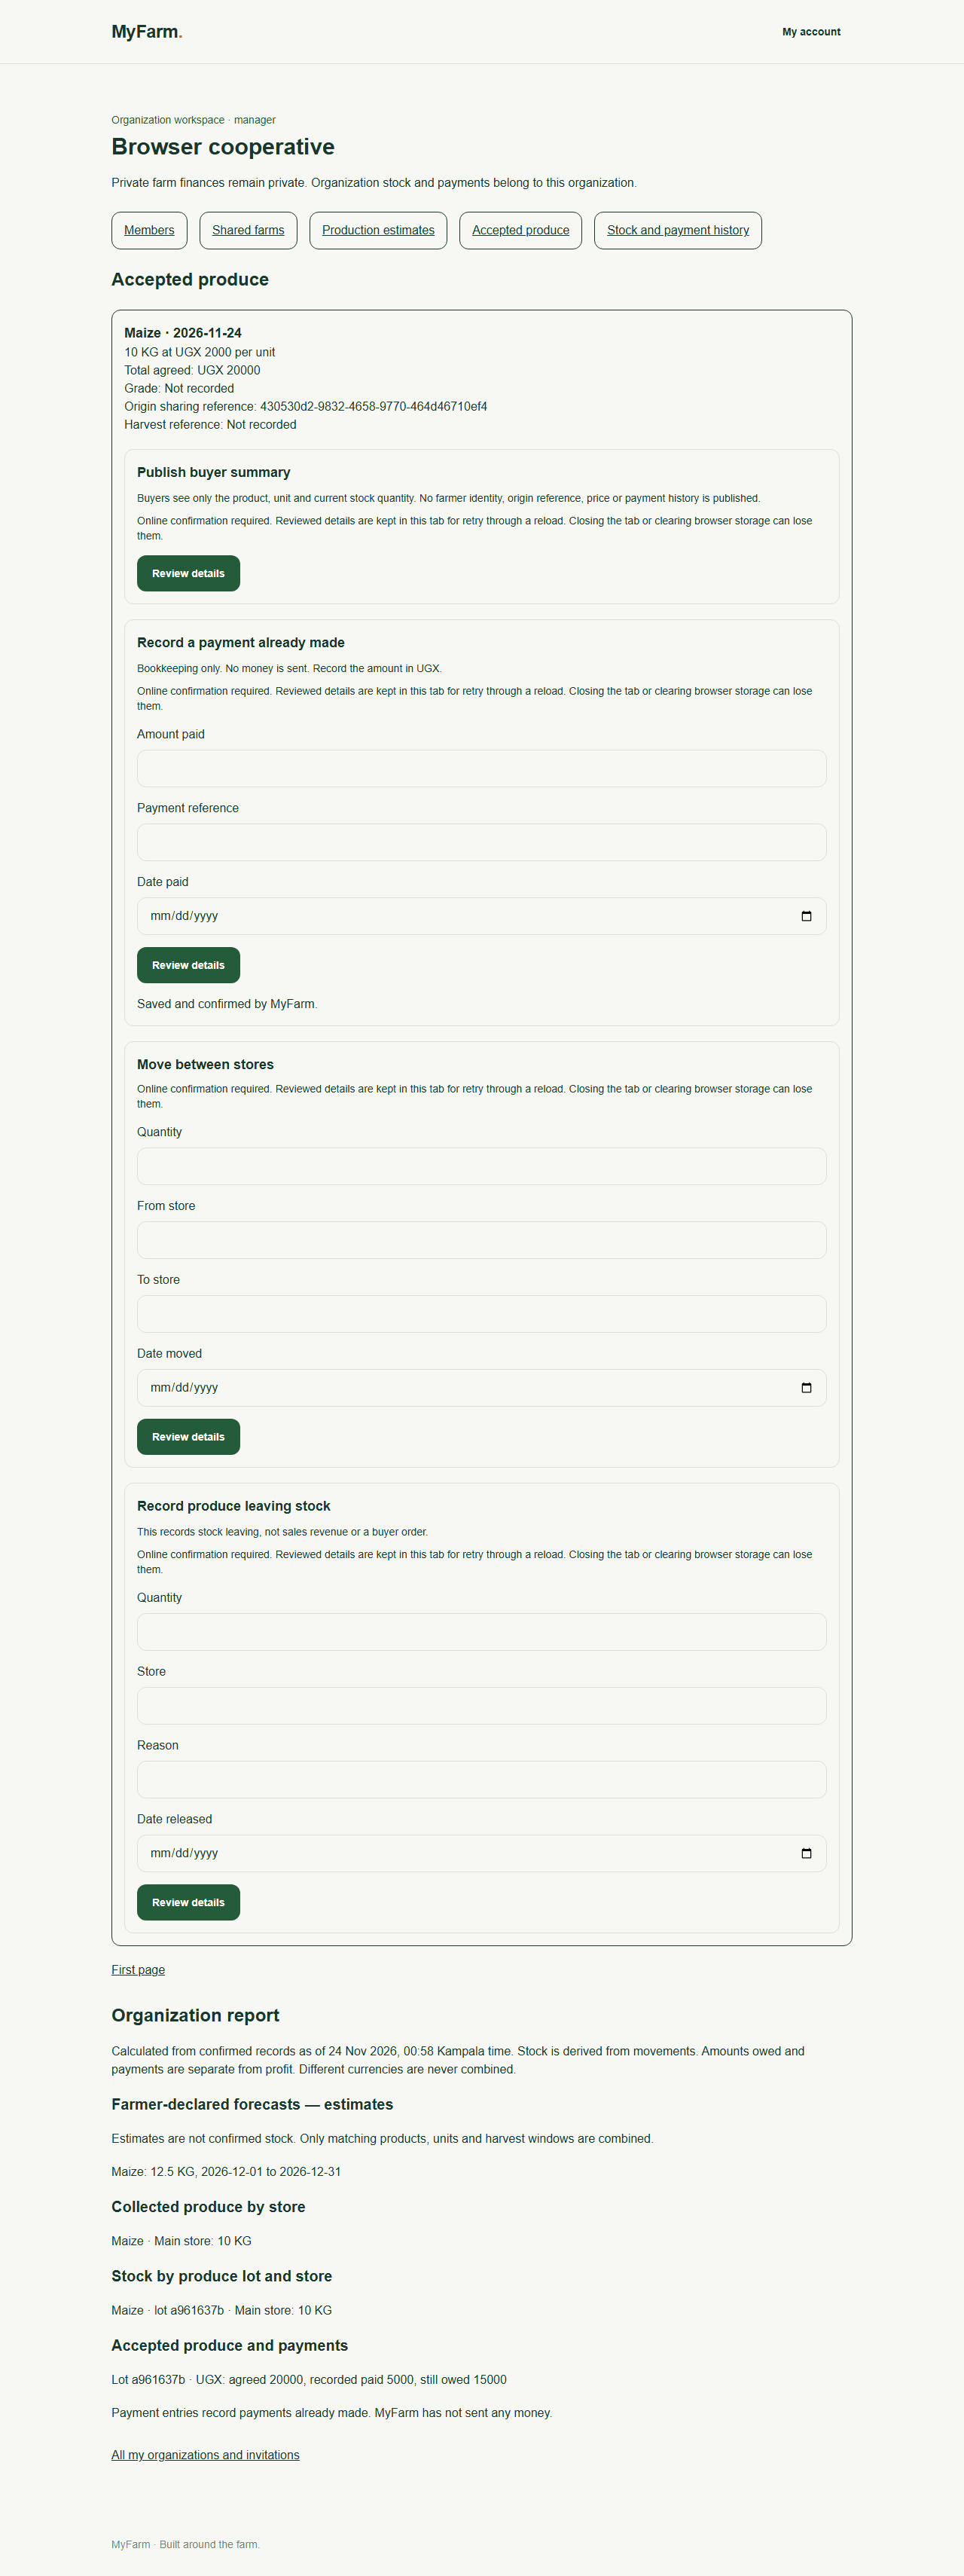 MyFarm.
My account
Organization workspace · manager
Browser cooperative
Private farm finances remain private. Organization stock and payments belong to this organization.
Members
Shared farms
Production estimates
Accepted produce
Stock and payment history
Accepted produce
Maize · 2026-11-24
10 KG at UGX 2000 per unit
Total agreed: UGX 20000
Grade: Not recorded
Origin sharing reference: 430530d2-9832-4658-9770-464d46710ef4
Harvest reference: Not recorded
Publish buyer summary
Buyers see only the product, unit and current stock quantity. No farmer identity, origin reference, price or payment history is published.
Online confirmation required. Reviewed details are kept in this tab for retry through a reload. Closing the tab or clearing browser storage can lose
them.
Review details
Record a payment already made
Bookkeeping only. No money is sent. Record the amount in UGX.
Online confirmation required. Reviewed details are kept in this tab for retry through a reload. Closing the tab or clearing browser storage can lose
them.
Amount paid
Payment reference
Date paid
mm/dd/yyyy
Review details
Saved and confirmed by MyFarm.
Move between stores
Online confirmation required. Reviewed details are kept in this tab for retry through a reload. Closing the tab or clearing browser storage can lose
them.
Quantity
From store
To store
Date moved
mm/dd/yyyy
Review details
Record produce leaving stock
This records stock leaving, not sales revenue or a buyer order.
Online confirmation required. Reviewed details are kept in this tab for retry through a reload. Closing the tab or clearing browser storage can lose
them.
Quantity
Store
Reason
Date released
mm/dd/yyyy
Review details
First page
Organization report
Calculated from confirmed records as of 24 Nov 2026, 00:58 Kampala time. Stock is derived from movements. Amounts owed and
payments are separate from profit. Different currencies are never combined.
Farmer-declared forecasts — estimates
Estimates are not confirmed stock. Only matching products, units and harvest windows are combined.
Maize: 12.5 KG, 2026-12-01 to 2026-12-31
Collected produce by store
Maize · Main store: 10 KG
Stock by produce lot and store
Maize · lot a961637b · Main store: 10 KG
Accepted produce and payments
Lot a961637b · UGX: agreed 20000, recorded paid 5000, still owed 15000
Payment entries record payments already made. MyFarm has not sent any money.
All my organizations and invitations
MyFarm · Built around the farm.